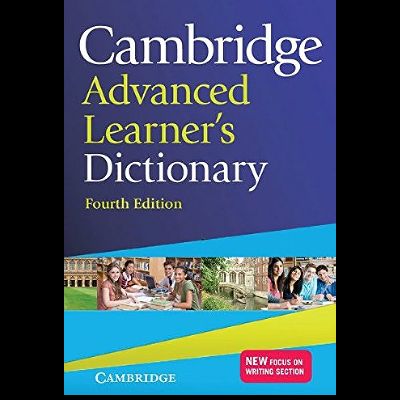 Cambridge
Advanced
Learner's
Dictionary
Fourth Edition
NEW FOCUS ON
WRITING SECTION
CAMBRIDGE